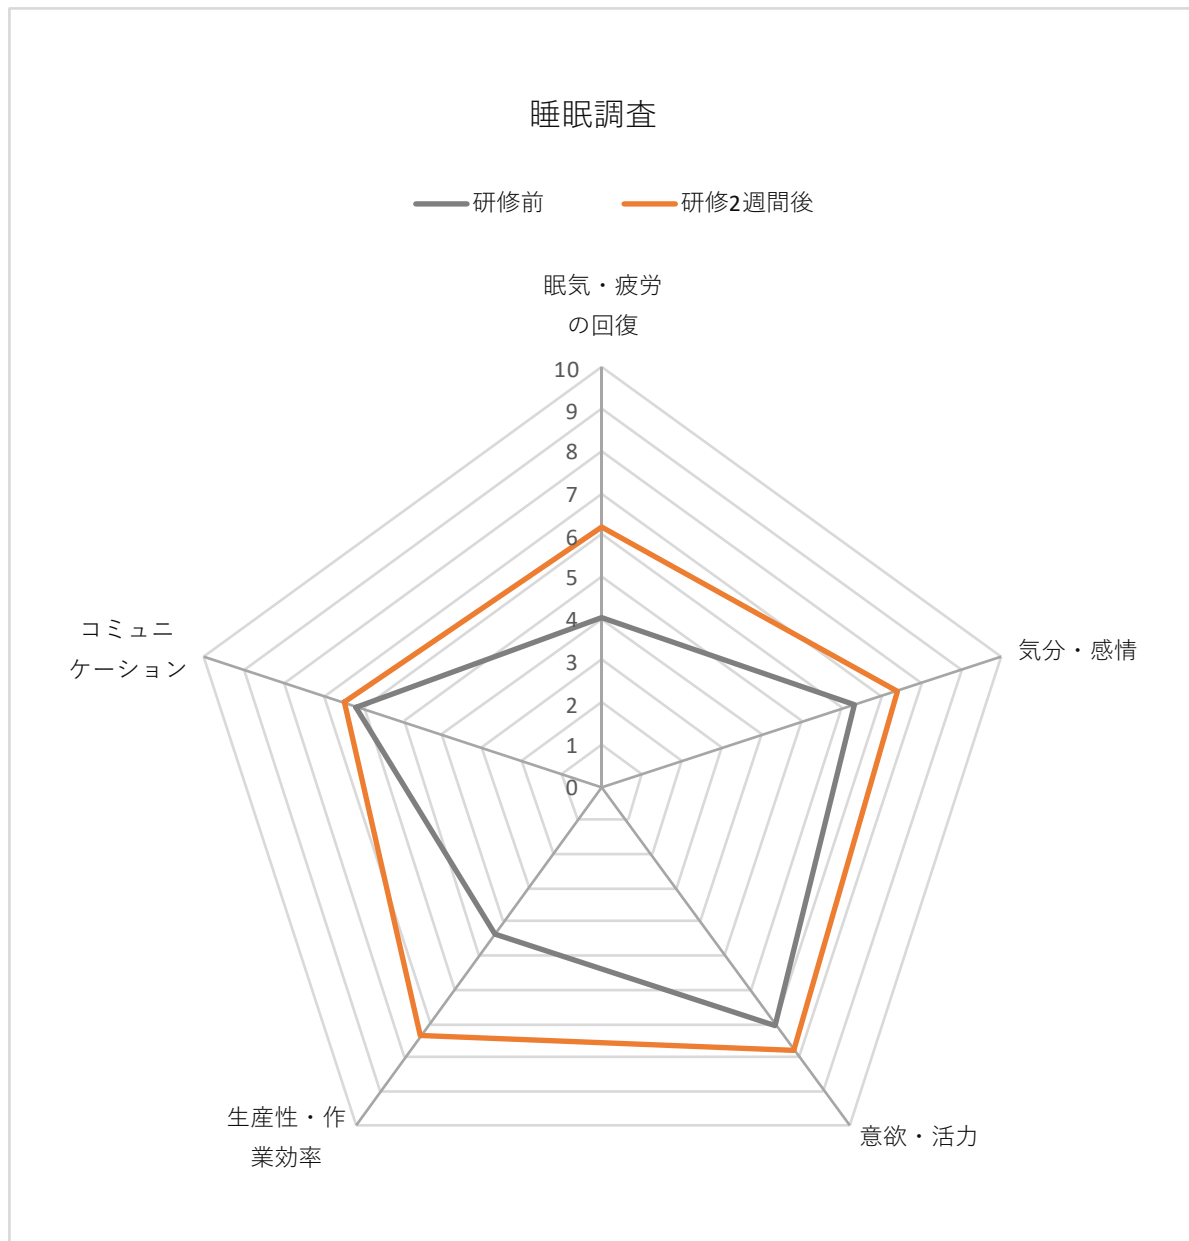 睡眠調査
研修前
研修2週間後
眠気・疲労
の回復
10
9
8
7
6
5
4
3
2
1
0
気分・感情
コミュニ
ケーション
生産性・作
業効率
意欲・活力